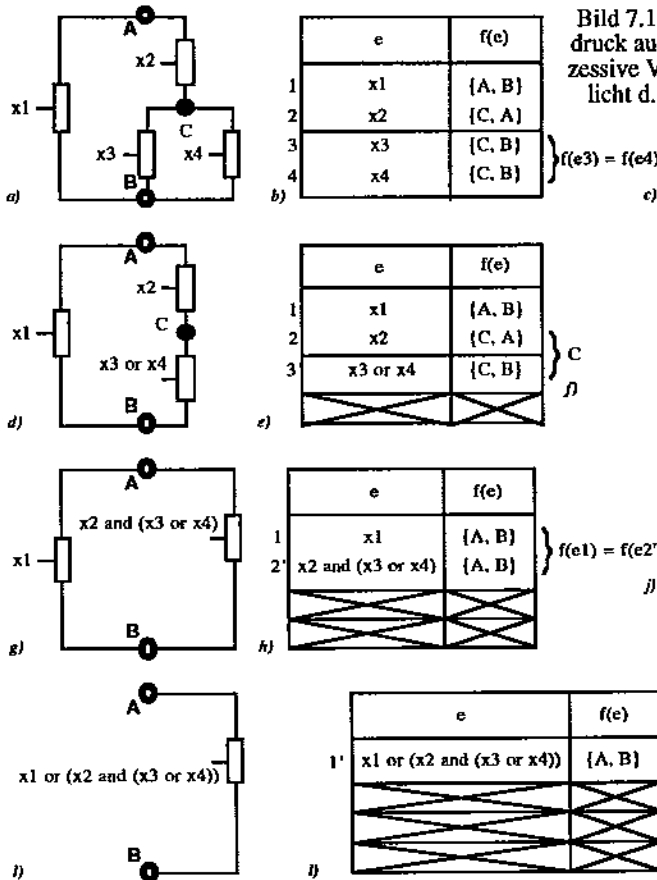 Bild 7.1
druck au
zessive V
licht d.
A
x2
x1
C
x3
x4
B
a)
e f(e)
1 x1 {A, B}
2 x2 {C, A}
3 x3 {C, B}
4 x4 {C, B}
b)
f(e3) = f(e4)
c)
A
x2
C
x1
x3 or x4
B
d)
e f(e)
1 x1 {A, B}
2 x2 {C, A}
3' x3 or x4 {C, B}
e)
C
f)
A
x2 and (x3 or x4)
x1
B
g)
e f(e)
1 x1 {A, B}
2' x2 and (x3 or x4) {A, B}
h)
f(e1) = f(e2'
j)
A
x1 or (x2 and (x3 or x4))
B
i)
e f(e)
1' x1 or (x2 and (x3 or x4)) {A, B}
l)